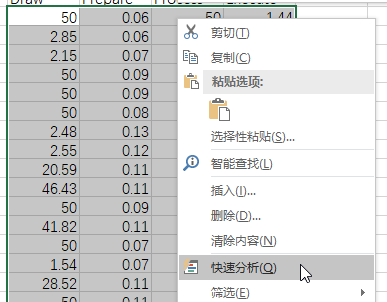 Draw Prepare Process Execute
50 0.06 50 1.44
2.85 0.06
2.15 0.07
50 0.09
50 0.09
50 0.08
2.48 0.13
2.55 0.12
20.59 0.11
46.43 0.11
50 0.09
41.82 0.11
50 0.07
1.54 0.07
28.52 0.11
50 0.11
剪切(T)
复制(C)
粘贴选项:
选择性粘贴(S)...
智能查找(L)
插入(I)...
删除(D)...
清除内容(N)
快速分析(Q)
筛选(E)